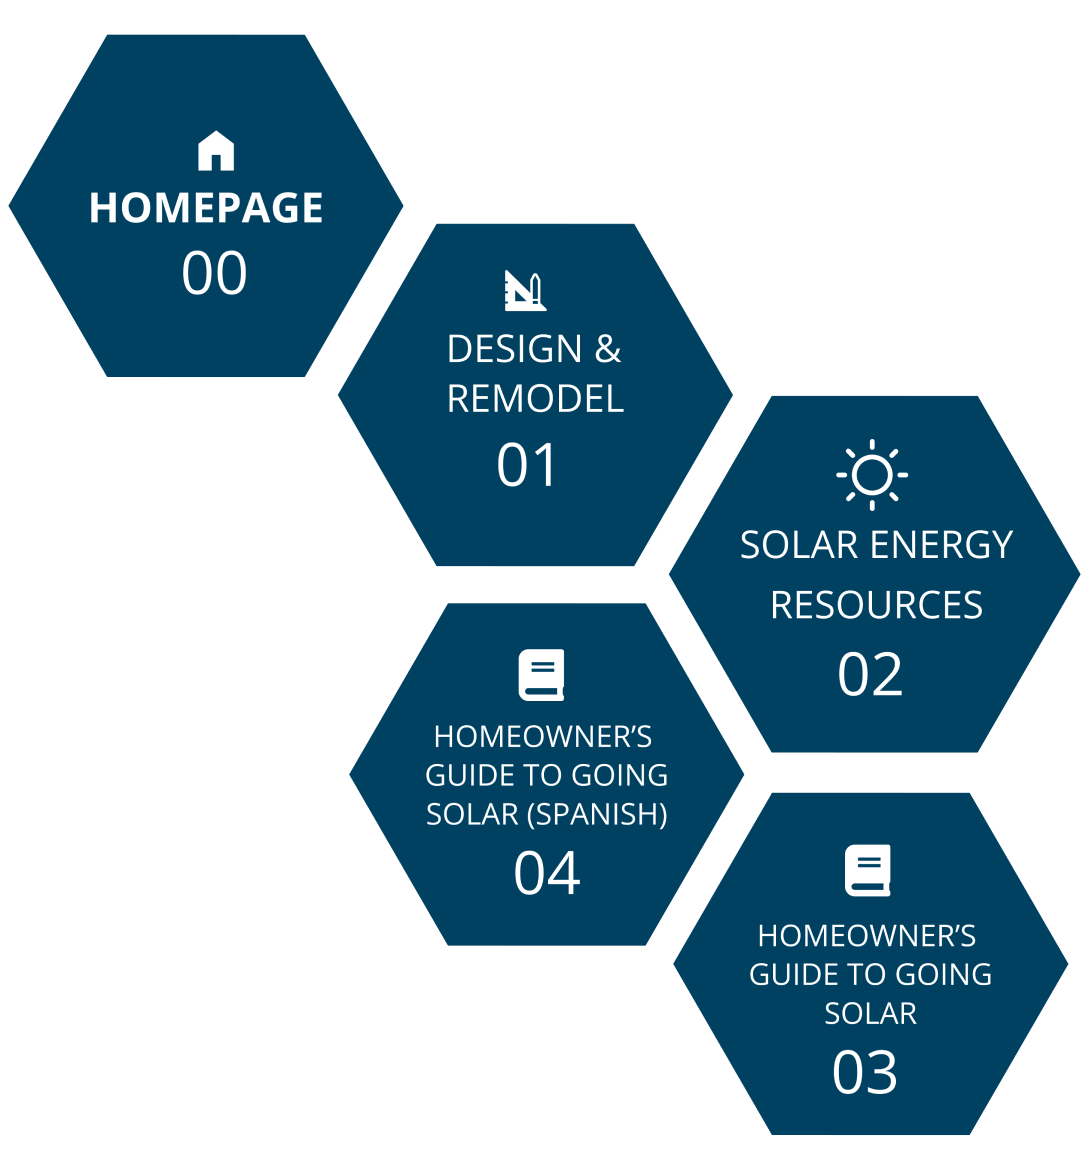 HOMEPAGE
00
DESIGN &
REMODEL
01
SOLAR ENERGY
RESOURCES
02
HOMEOWNER’S
GUIDE TO GOING
SOLAR (SPANISH)
04
HOMEOWNER’S
GUIDE TO GOING
SOLAR
03